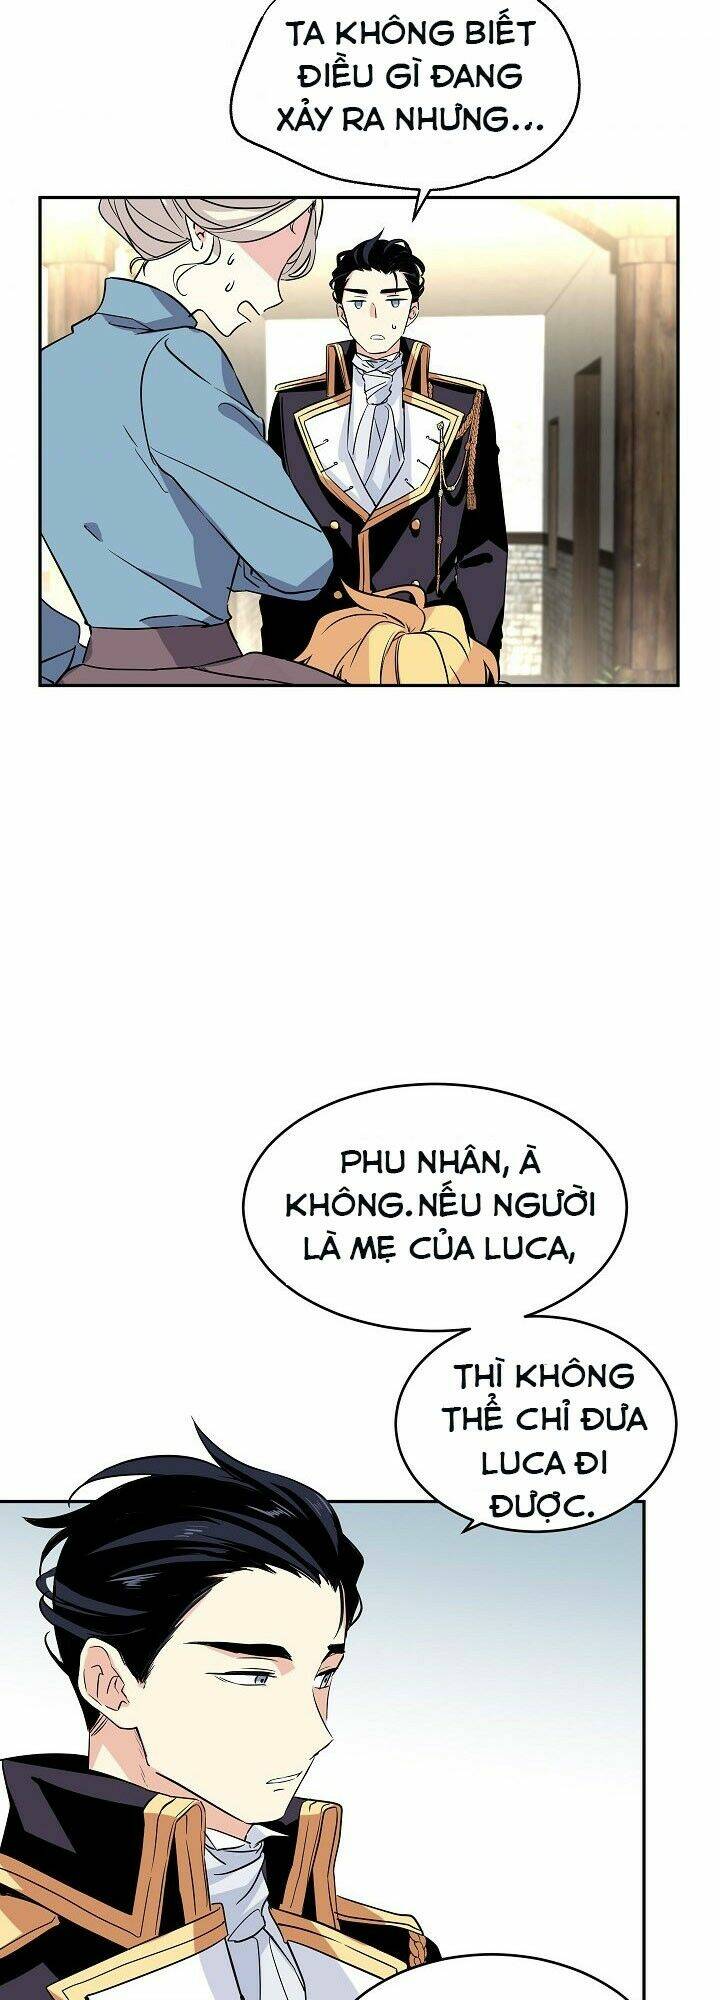 TA KHÔNG BIẾT
ĐIỀU GÌ ĐANG
XẢY RA NHƯNG...
PHU NHÂN, À
KHÔNG.NẾU NGƯỜI
LÀ MẸ CỦA LUCA,
THÌ KHÔNG
THỂ CHỈ ĐƯA
LUCA ĐI
ĐƯỢC.